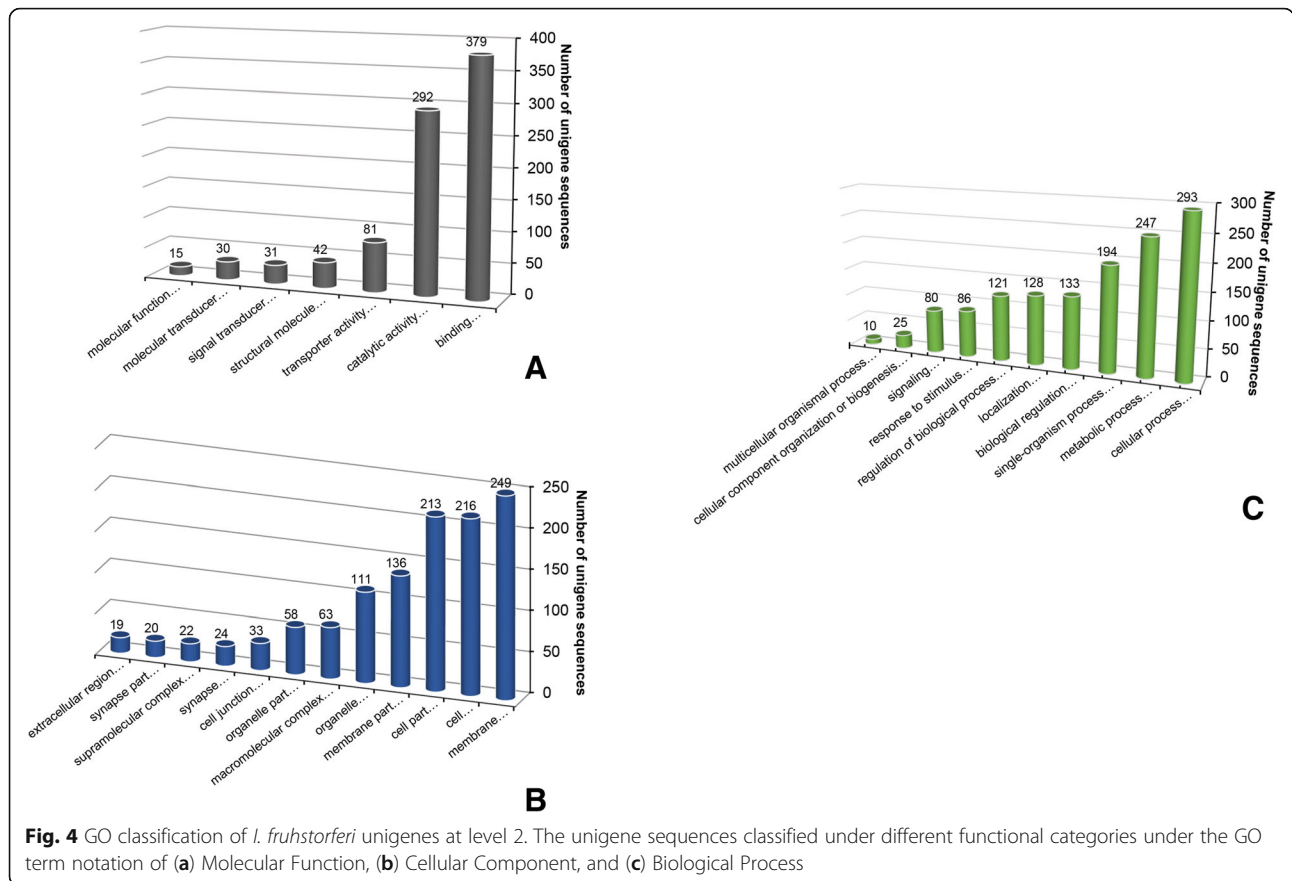 400
350
300
250
200
150
100
50
0
Number of unigene sequences
15
30
31
42
81
292
379
molecular function...
molecular transducer...
signal transducer...
structural molecule...
transporter activity...
catalytic activity...
binding...
A
300
250
200
150
100
50
0
Number of unigene sequences
10
25
80
86
121
128
133
194
247
293
multicellular organismal process...
cellular component organization or biogenesis...
signaling...
response to stimulus...
regulation of biological process...
localization...
biological regulation...
single-organism process...
metabolic process...
cellular process...
C
250
200
150
100
50
0
Number of unigene sequences
19
20
22
24
33
58
63
111
136
213
216
249
extracellular region...
synapse part...
supramolecular complex...
synapse...
cell junction...
organelle part...
macromolecular complex...
organelle...
membrane part...
cell part...
cell...
membrane...
B
Fig. 4 GO classification of I. fruhstorferi unigenes at level 2. The unigene sequences classified under different functional categories under the GO
term notation of (a) Molecular Function, (b) Cellular Component, and (c) Biological Process